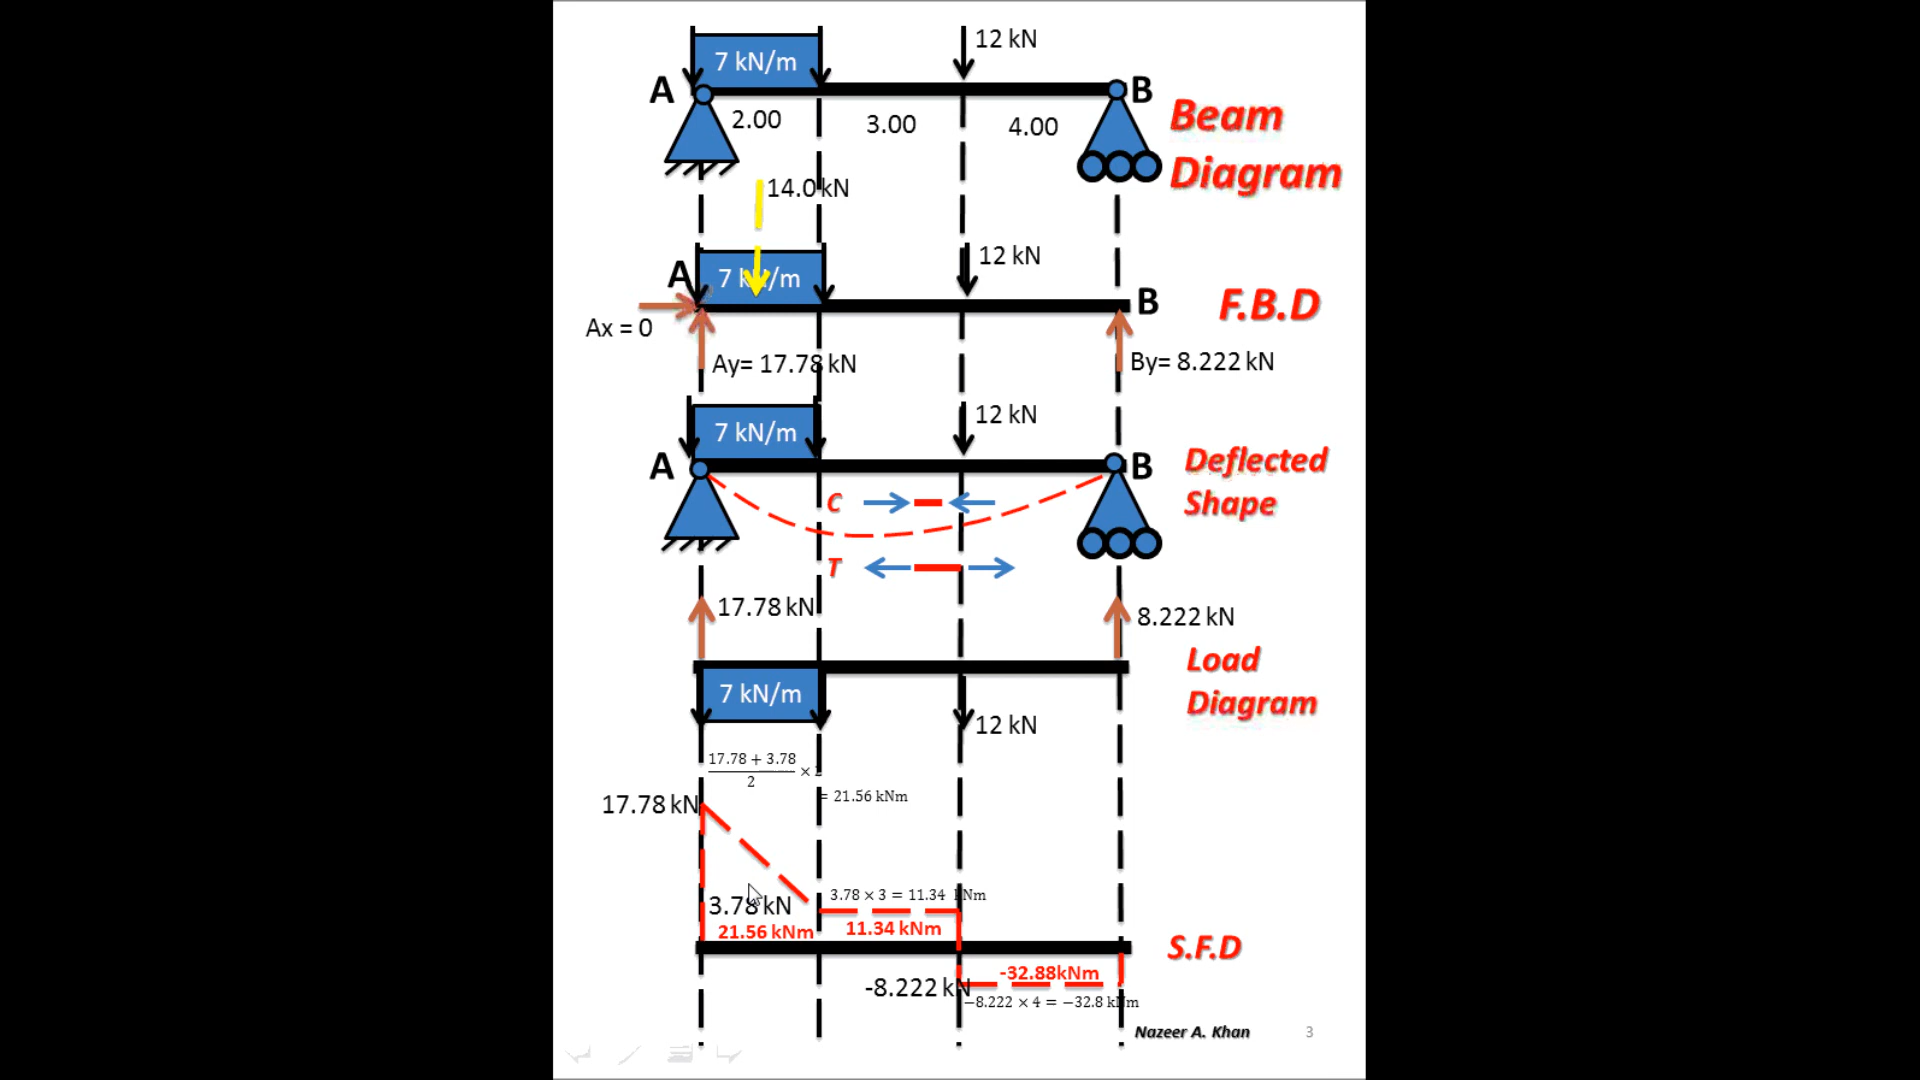 12 kN
7 kN/m
A
B
Beam
Diagram
2.00
3.00
4.00
14.0 kN
12 kN
A
7 kN/m
B
F.B.D
Ax = 0
Ay= 17.78 kN
By= 8.222 kN
12 kN
7 kN/m
A
B
Deflected
Shape
C
T
17.78 kN
8.222 kN
Load
Diagram
7 kN/m
12 kN
17.78 + 3.78
2
×
= 21.56 kNm
17.78 kN
3.78 × 3 = 11.34 kNm
3.78 kN
21.56 kNm
11.34 kNm
S.F.D
-32.88kNm
-8.222 kN
−8.222 × 4 = −32.8 kNm
Nazeer A. Khan
3